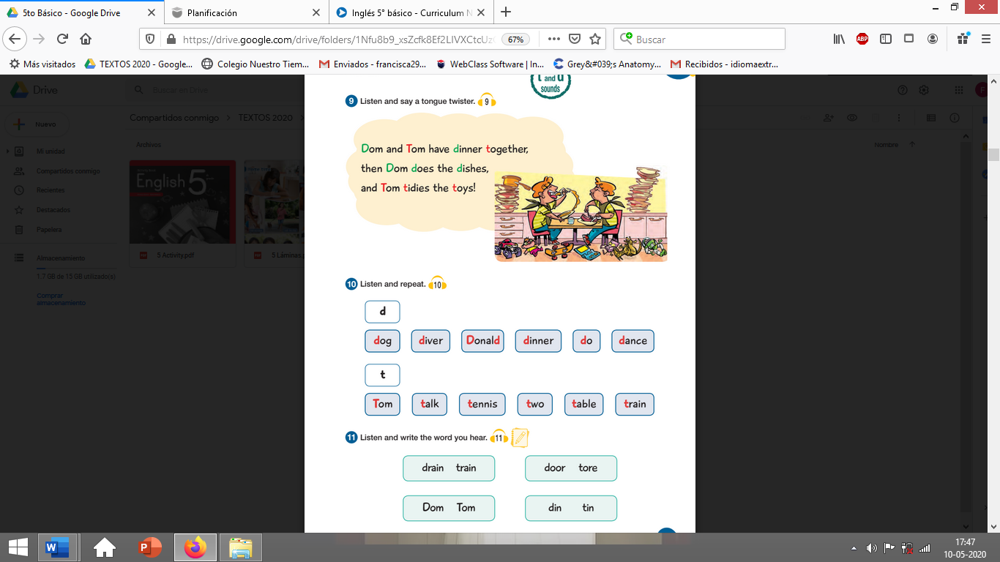 5to Básico - Google Drive
Planificación
Inglés 5° básico - Curriculum N
https://drive.google.com/drive/folders/1Nfu8b9_xsZcfk8Ef2LIVXCtcUz
67%
Buscar
Más visitados
TEXTOS 2020 - Google...
Colegio Nuestro Tiem...
Enviados - francisca29...
WebClass Software | In...
Grey&#039;s Anatomy...
Recibidos - idiomaextr...
Drive
Buscar en Drive
Nuevo
Compartidos conmigo > TEXTOS 2020 >
Nombre
Archivos
Mi unidad
Compartidos conmigo
Recientes
Destacados
Papelera
Almacenamiento
1.7 GB de 15 GB utilizado(s)
Comprar
almacenamiento
English 5
5 Activity.pdf
5 Láminas.p
t and d
sounds
9 Listen and say a tongue twister. 9
Dom and Tom have dinner together,
then Dom does the dishes,
and Tom tidies the toys!
10 Listen and repeat. 10
d
dog diver Donald dinner do dance
t
Tom talk tennis two table train
11 Listen and write the word you hear. 11
drain train door tore
Dom Tom din tin
17:47
10-05-2020